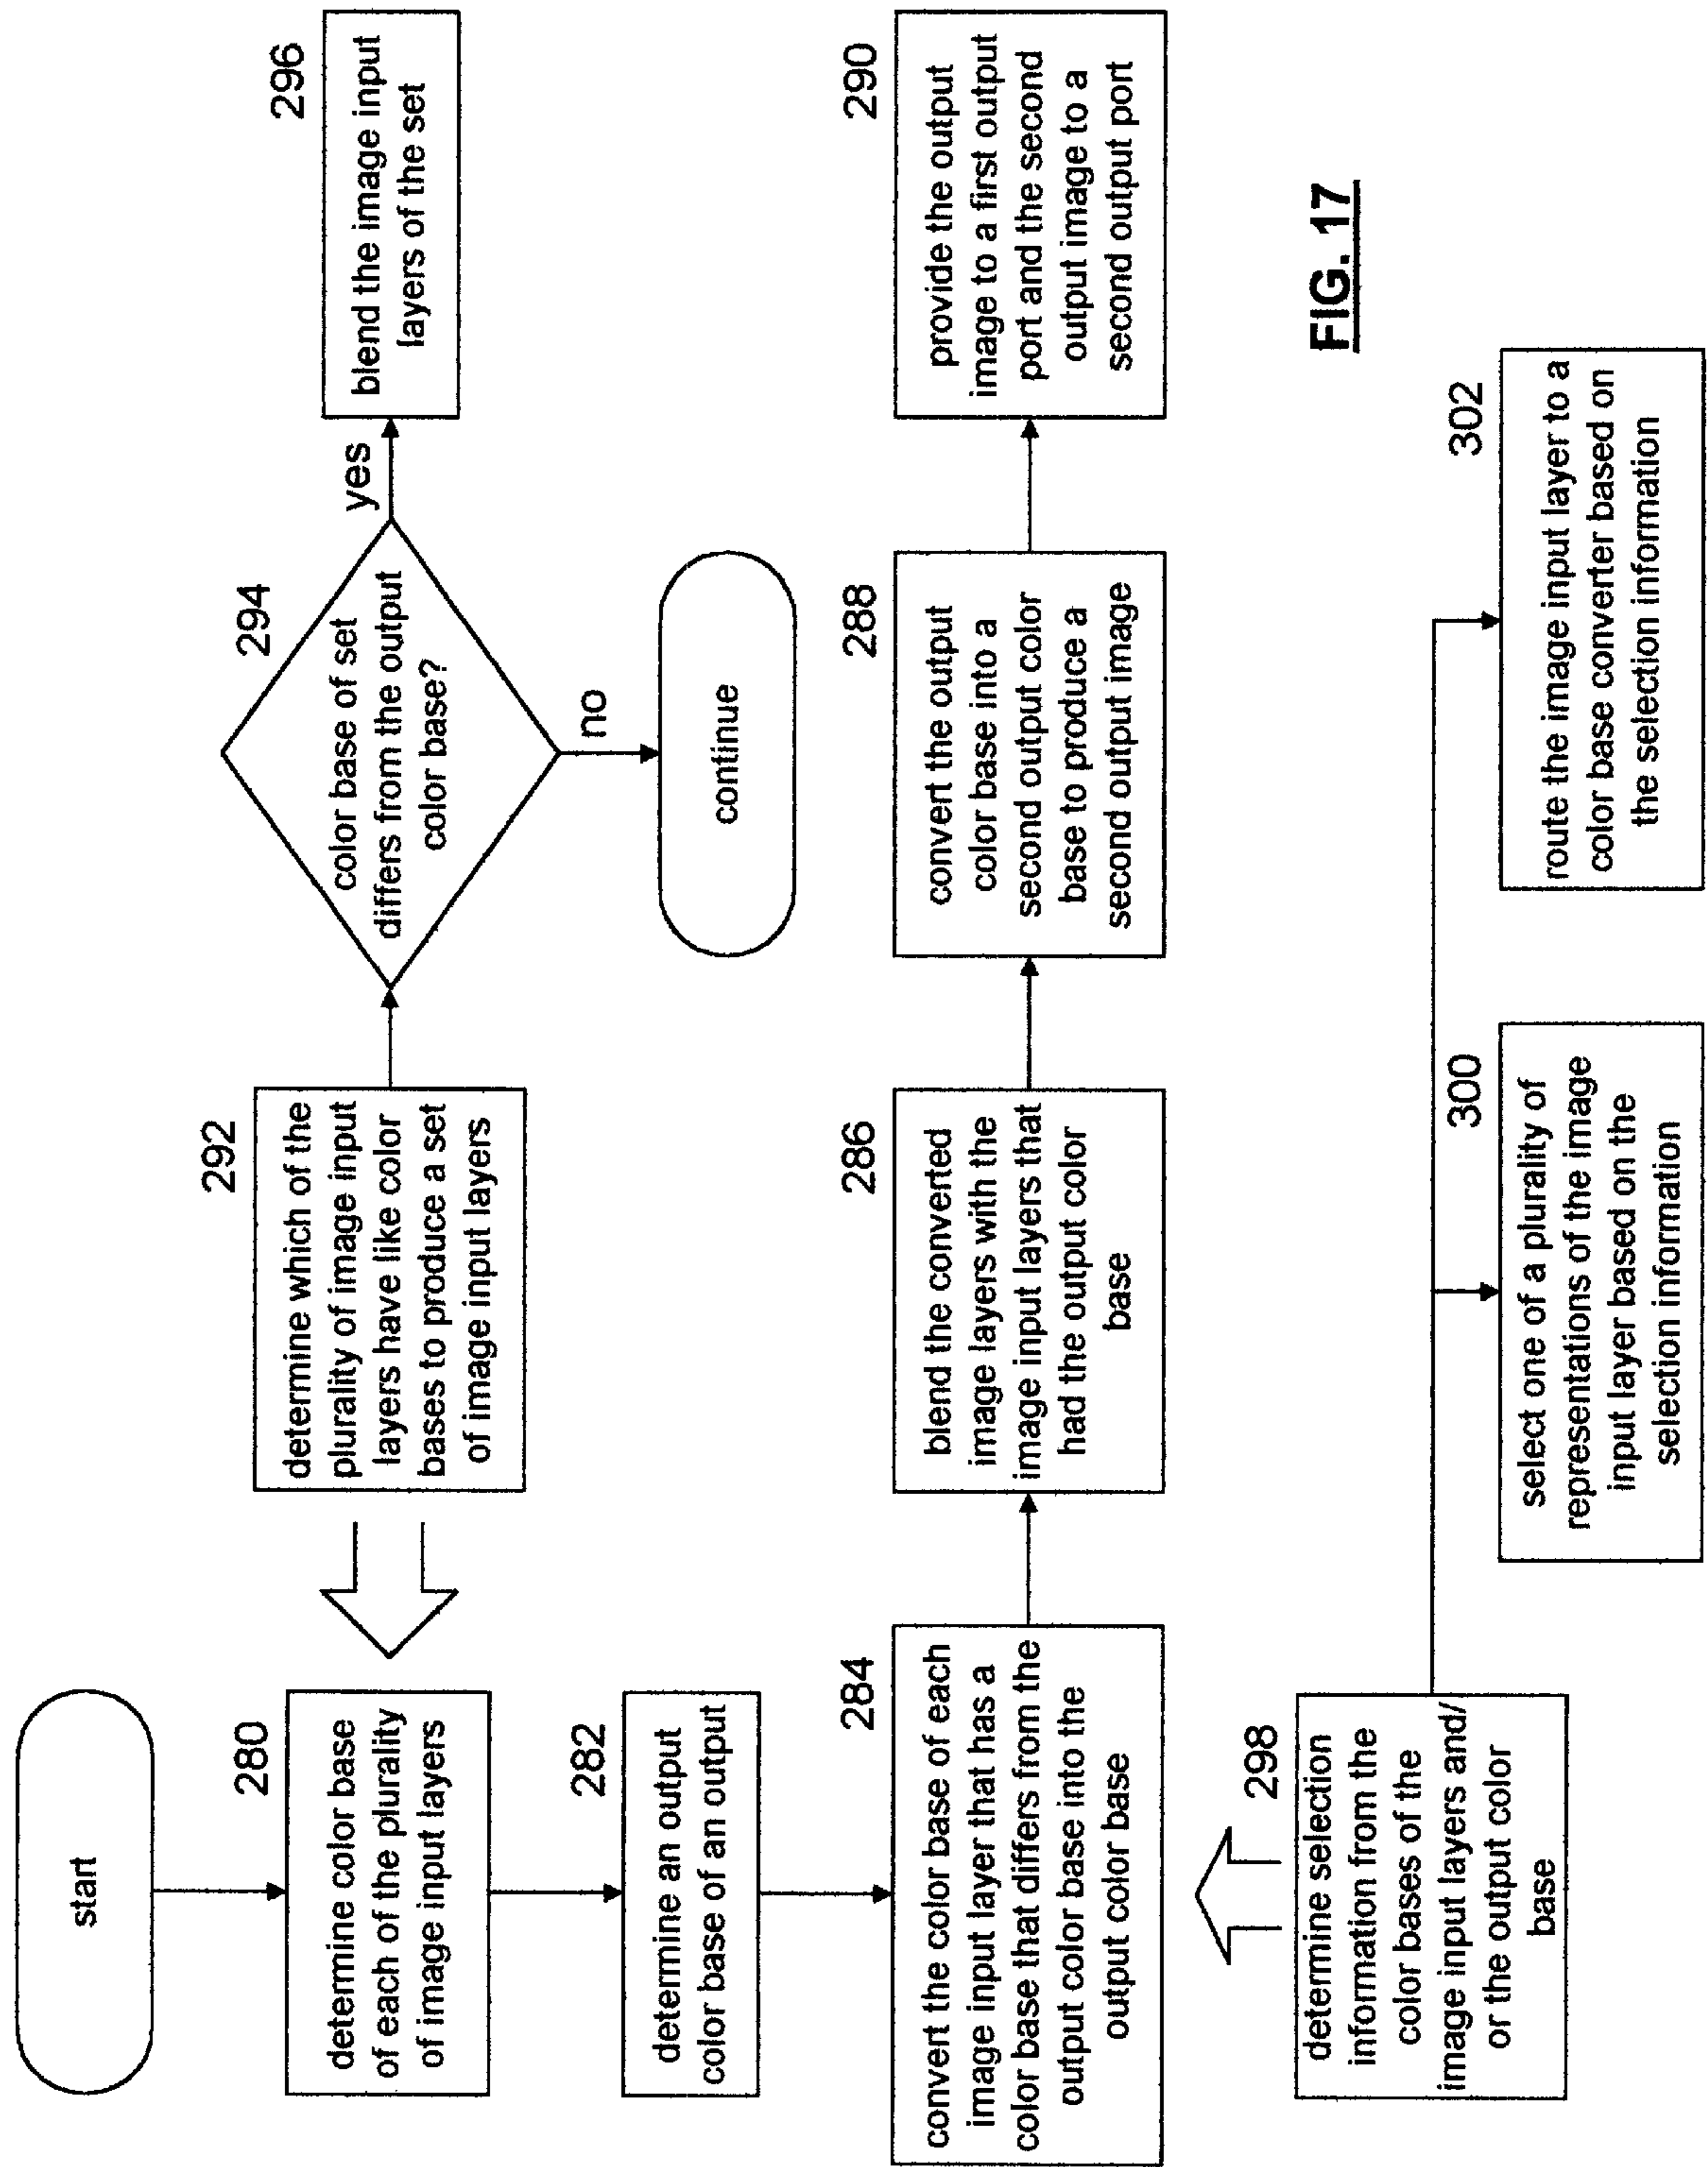 start
280
determine color base
of each of the plurality
of image input layers
282
determine an output
color base of an output
284
convert the color base of each
image input layer that has a
color base that differs from the
output color base into the
output color base
286
blend the converted
image layers with the
image input layers that
had the output color
base
288
convert the output
color base into a
second output color
base to produce a
second output image
290
provide the output
image to a first output
port and the second
output image to a
second output port
292
determine which of the
plurality of image input
layers have like color
bases to produce a set
of image input layers
294
color base of set
differs from the output
color base?
yes
296
blend the image input
layers of the set
no
continue
298
determine selection
information from the
color bases of the
image input layers and/
or the output color
base
300
select one of a plurality of
representations of the image
input layer based on the
selection information
302
route the image input layer to a
color base converter based on
the selection information
FIG. 17